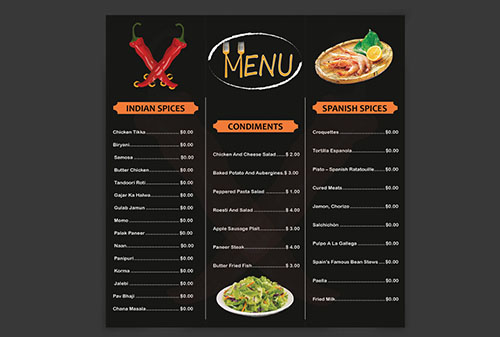 MENU
INDIAN SPICES
Chicken Tikka $0.00
Biryani $0.00
Samosa $0.00
Butter Chicken $0.00
Tandoori Roti $0.00
Gajar Ka Halwa $0.00
Gulab Jamun $0.00
Momo $0.00
Palak Paneer $0.00
Naan $0.00
Panipuri $0.00
Korma $0.00
Jalebi $0.00
Pav Bhaji $0.00
Chana Masala $0.00
CONDIMENTS
Chicken And Cheese Salad $ 2.00
Baked Potato And Aubergines $ 3.00
Peppered Pasta Salad $ 1.00
Roesti And Salad $ 4.00
Apple Sausage Plait $ 3.00
Paneer Steak $ 4.00
Butter Fried Fish $ 3.00
SPANISH SPICES
Croquettes $0.00
Tortilla Espanola $0.00
Pisto – Spanish Ratatouille $0.00
Cured Meats $0.00
Jamon, Chorizo $0.00
Salchichón $0.00
Pulpe A La Gallega $0.00
Spain's Famous Bean Stews $0.00
Paella $0.00
Fried Milk $0.00